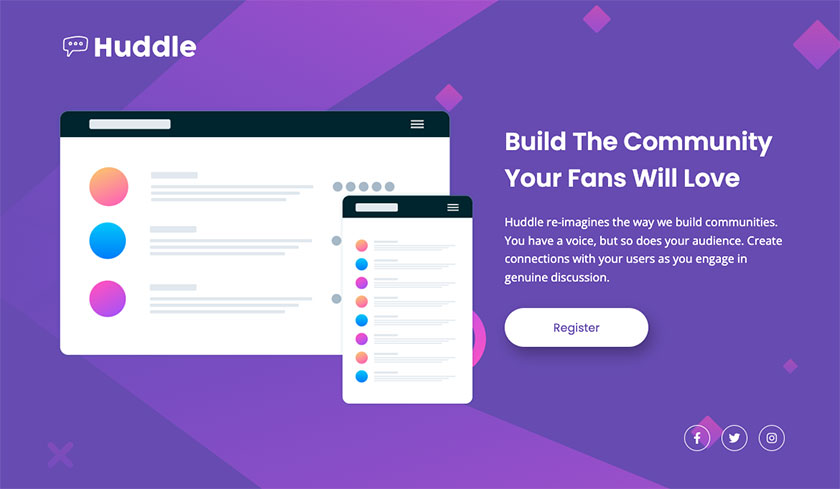 Huddle
Build The Community
Your Fans Will Love
Huddle re-imagines the way we build communities.
You have a voice, but so does your audience. Create
connections with your users as you engage in
genuine discussion.
Register